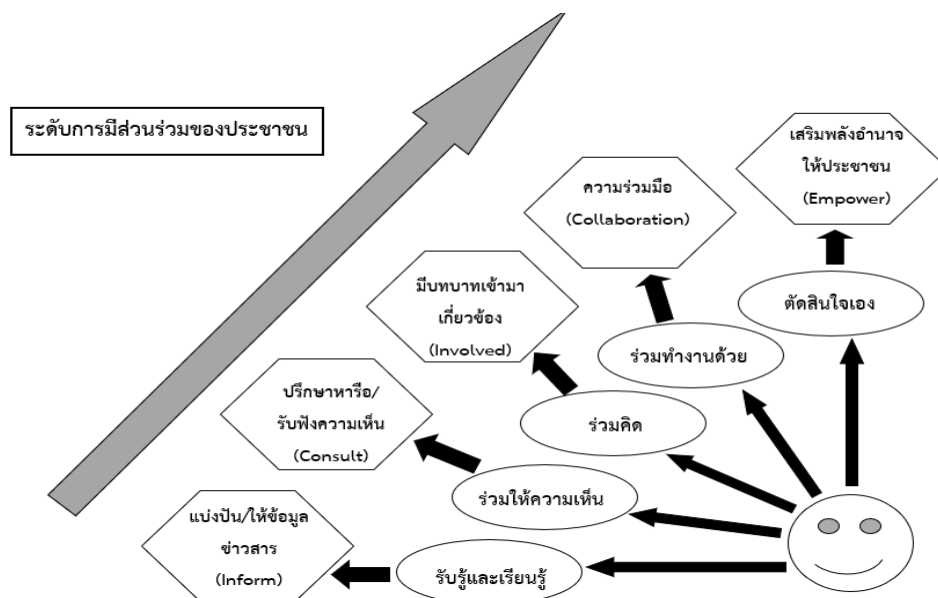 ระดับการมีส่วนร่วมของประชาชน
เสริมพลังอำนาจ
ให้ประชาชน
(Empower)
ตัดสินใจเอง
ความร่วมมือ
(Collaboration)
ร่วมทำงานด้วย
มีบทบาทเข้ามา
เกี่ยวข้อง
(Involved)
ร่วมคิด
ปรึกษาหารือ/
รับฟังความเห็น
(Consult)
ร่วมให้ความเห็น
แบ่งปัน/ให้ข้อมูล
ข่าวสาร
(Inform)
รับรู้และเรียนรู้